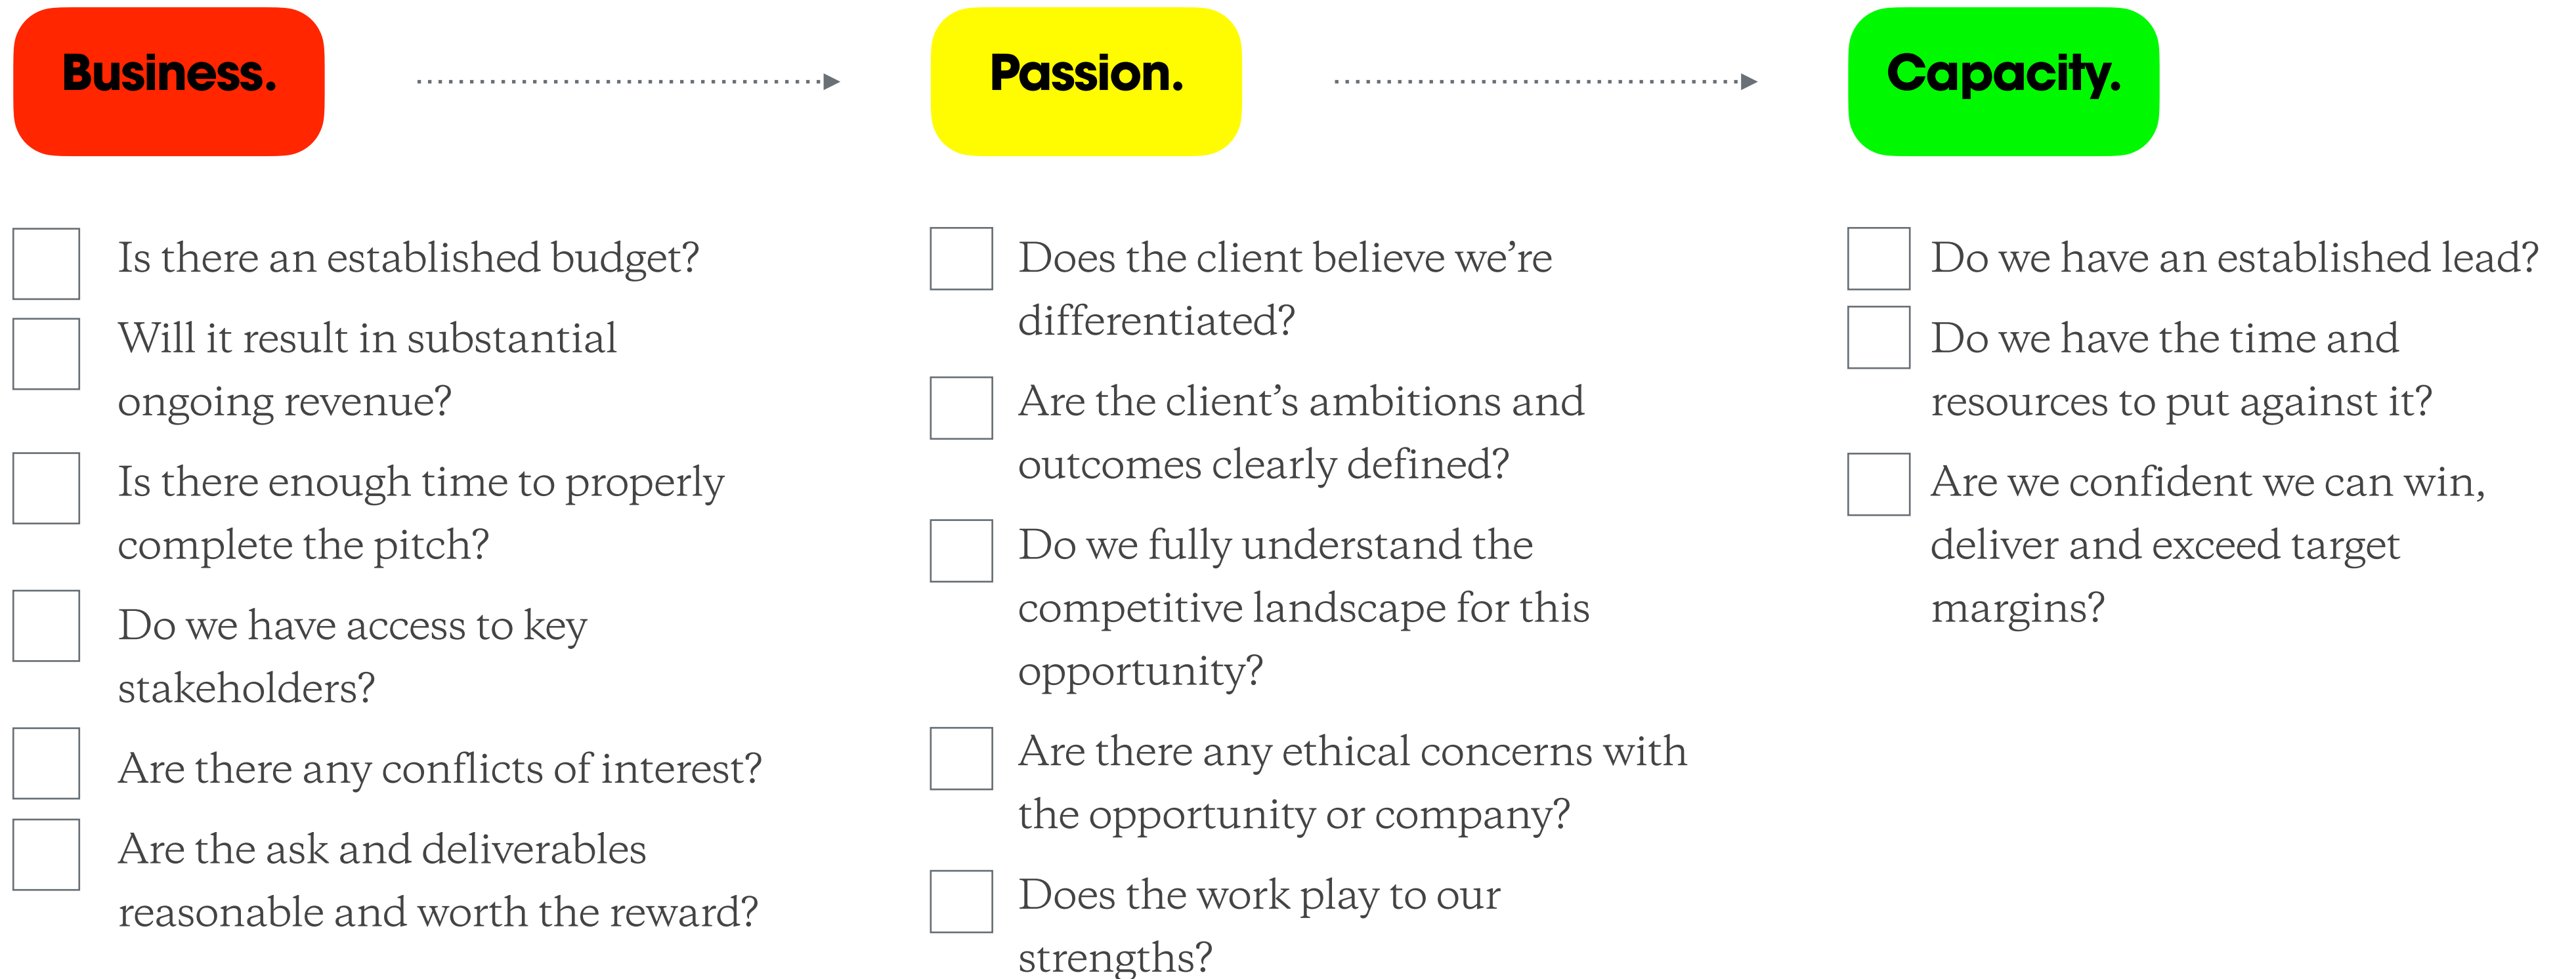 Business.
Passion.
Capacity.
Is there an established budget?
Will it result in substantial
ongoing revenue?
Is there enough time to properly
complete the pitch?
Do we have access to key
stakeholders?
Are there any conflicts of interest?
Are the ask and deliverables
reasonable and worth the reward?
Does the client believe we’re
differentiated?
Are the client’s ambitions and
outcomes clearly defined?
Do we fully understand the
competitive landscape for this
opportunity?
Are there any ethical concerns with
the opportunity or company?
Does the work play to our
strengths?
Do we have an established lead?
Do we have the time and
resources to put against it?
Are we confident we can win,
deliver and exceed target
margins?